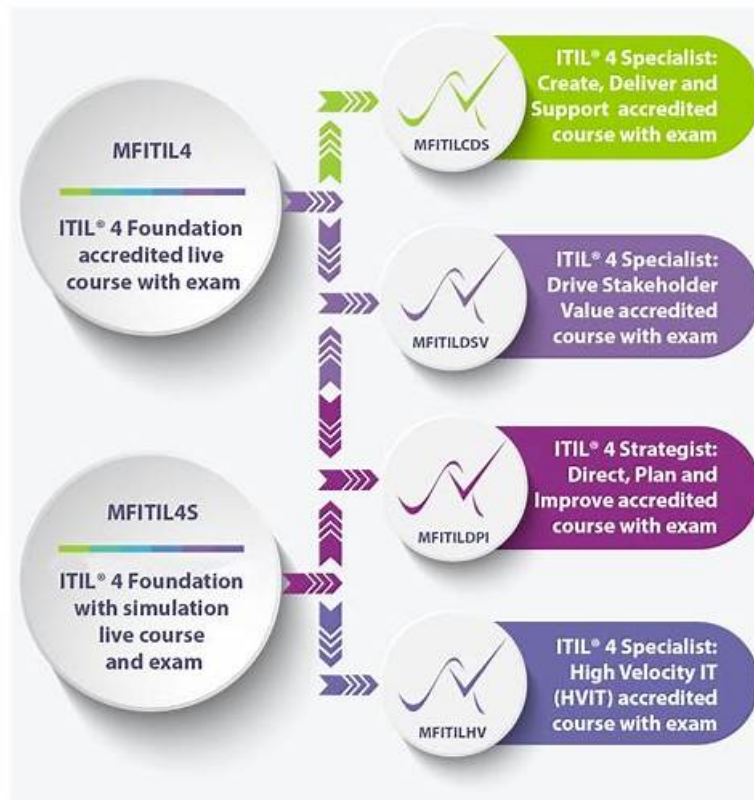 MFITIL4
ITIL® 4 Foundation
accredited live
course with exam
MFITIL4S
ITIL® 4 Foundation
with simulation
live course
and exam
MFITILCDS
ITIL® 4 Specialist:
Create, Deliver and
Support accredited
course with exam
MFITILDSV
ITIL® 4 Specialist:
Drive Stakeholder
Value accredited
course with exam
MFITILDPI
ITIL® 4 Strategist:
Direct, Plan and
Improve accredited
course with exam
MFITILHV
ITIL® 4 Specialist:
High Velocity IT
(HVIT) accredited
course with exam